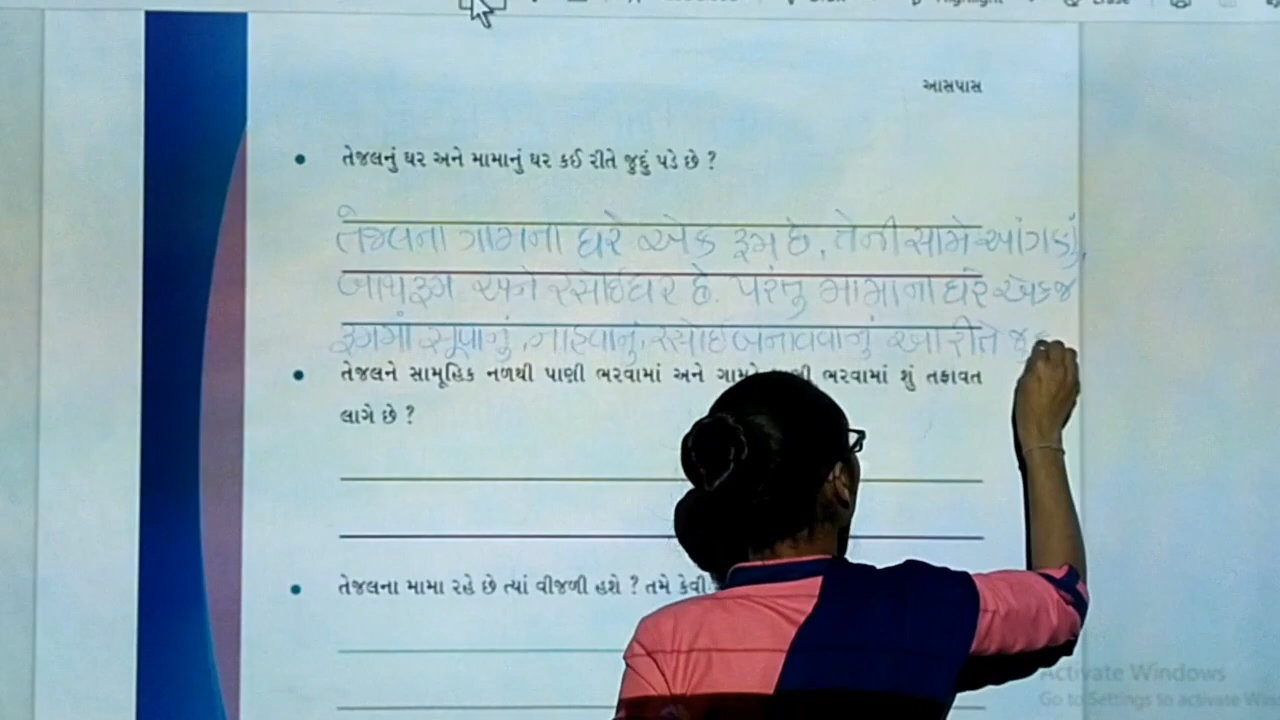 આસપાસ
તેજલનું ઘર અને મામાનું ઘર કઈ રીતે જુદું પડે છે ?
તેજલના ગામના ઘરે એક રૂમ છે, તેની સામે આંગણું,
બાથરૂમ અને રસોઈઘર છે. પરંતુ મામાના ઘરે એક જ
રૂમમાં સૂવાનું, નાહવાનું, રસોઈ બનાવવાનું આ રીતે
તેજલને સામૂહિક નળથી પાણી ભરવામાં અને ભરવામાં શું તફાવત
લાગે છે ?
તેજલના મામા રહે છે ત્યાં વીજળી હશે ? તમે કેવી
Activate Windows
Go to Settings to activate